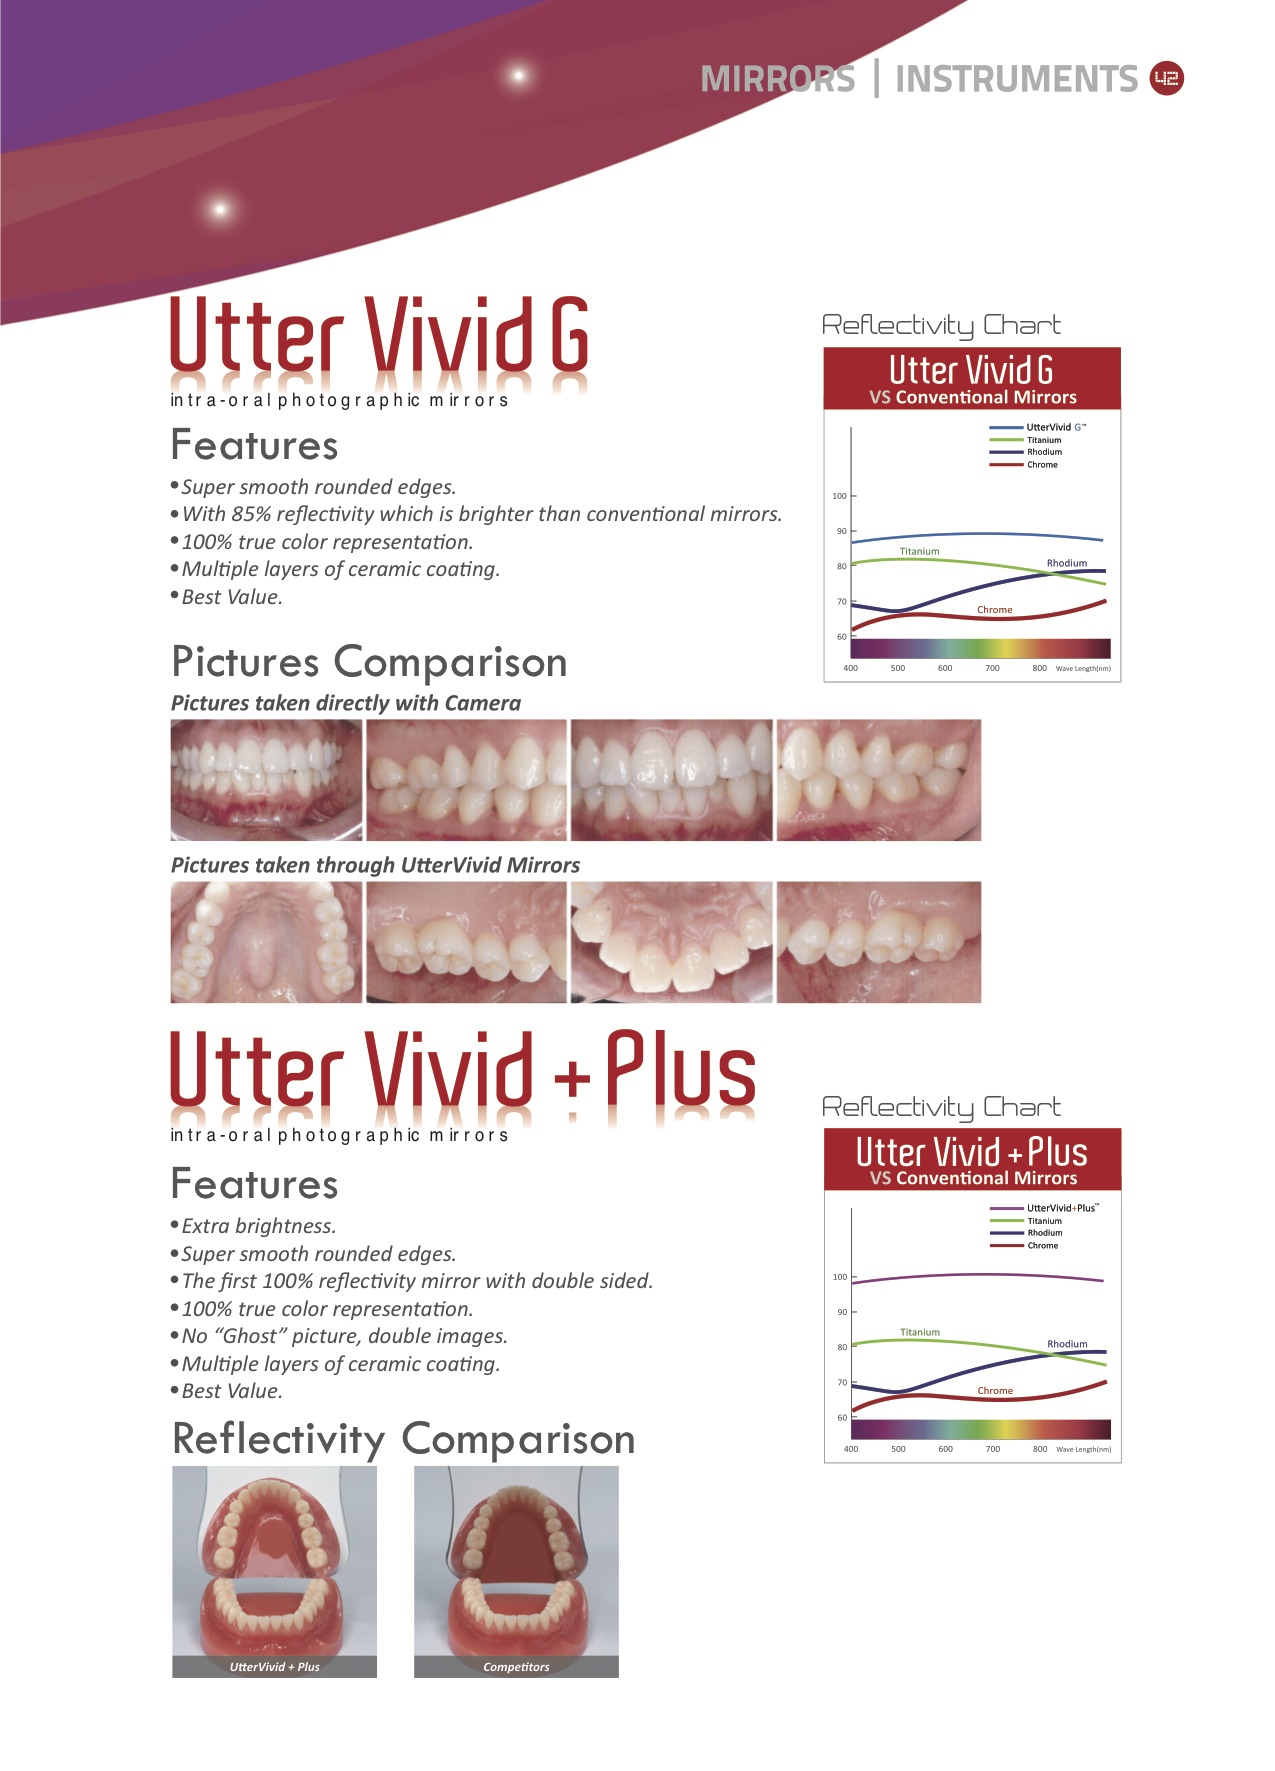 MIRRORS | INSTRUMENTS 42
Utter Vivid G
intra-oral photographic mirrors
Features
•Super smooth rounded edges.
•With 85% reflectivity which is brighter than conventional mirrors.
•100% true color representation.
•Multiple layers of ceramic coating.
•Best Value.
Reflectivity Chart
Utter Vivid G
VS Conventional Mirrors
UtterVivid G™
Titanium
Rhodium
Chrome
100
90
80
70
60
Titanium
Rhodium
Chrome
400 500 600 700 800 Wave Length(nm)
Pictures Comparison
Pictures taken directly with Camera
Pictures taken through UtterVivid Mirrors
Utter Vivid + Plus
intra-oral photographic mirrors
Features
•Extra brightness.
•Super smooth rounded edges.
•The first 100% reflectivity mirror with double sided.
•100% true color representation.
•No “Ghost” picture, double images.
•Multiple layers of ceramic coating.
•Best Value.
Reflectivity Chart
Utter Vivid + Plus
VS Conventional Mirrors
UtterVivid+Plus™
Titanium
Rhodium
Chrome
100
90
80
70
60
Titanium
Rhodium
Chrome
400 500 600 700 800 Wave Length(nm)
Reflectivity Comparison
UtterVivid + Plus
Competitors